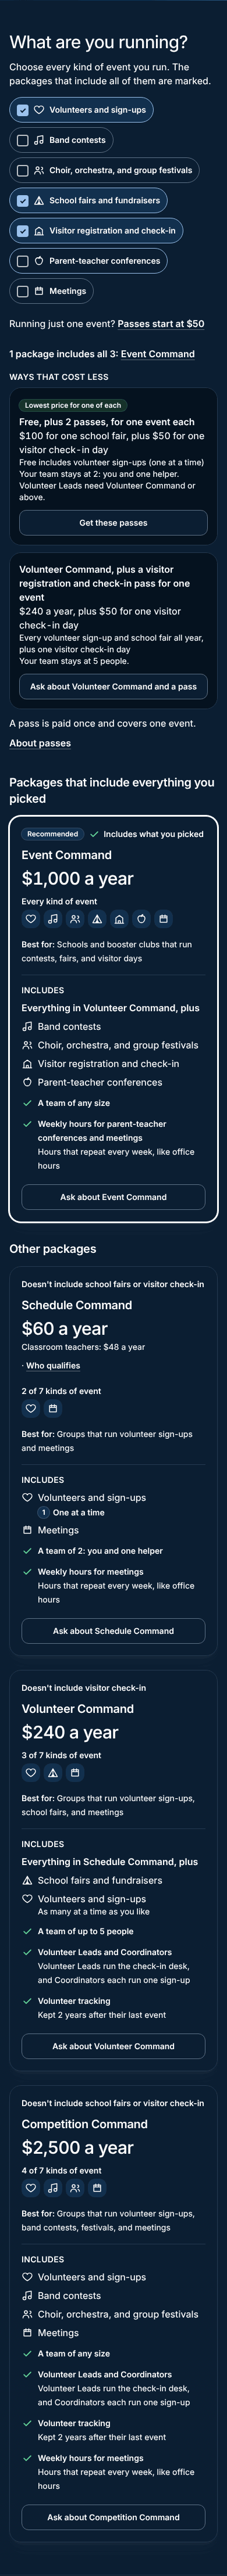 What are you running?
Choose every kind of event you run. The
packages that include all of them are marked.
Volunteers and sign-ups
Band contests
Choir, orchestra, and group festivals
School fairs and fundraisers
Visitor registration and check-in
Parent-teacher conferences
Meetings
Running just one event? Passes start at $50
1 package includes all 3: Event Command
WAYS THAT COST LESS
Lowest price for one of each
Free, plus 2 passes, for one event each
$100 for one school fair, plus $50 for one
visitor check-in day
Free includes volunteer sign-ups (one at a time)
Your team stays at 2: you and one helper.
Volunteer Leads need Volunteer Command or
above.
Get these passes
Volunteer Command, plus a visitor
registration and check-in pass for one
event
$240 a year, plus $50 for one visitor
check-in day
Every volunteer sign-up and school fair all year,
plus one visitor check-in day
Your team stays at 5 people.
Ask about Volunteer Command and a pass
A pass is paid once and covers one event.
About passes
Packages that include everything you
picked
Recommended
Includes what you picked
Event Command
$1,000 a year
Every kind of event
Best for: Schools and booster clubs that run
contests, fairs, and visitor days
INCLUDES
Everything in Volunteer Command, plus
Band contests
Choir, orchestra, and group festivals
Visitor registration and check-in
Parent-teacher conferences
A team of any size
Weekly hours for parent-teacher
conferences and meetings
Hours that repeat every week, like office
hours
Ask about Event Command
Other packages
Doesn't include school fairs or visitor check-in
Schedule Command
$60 a year
Classroom teachers: $48 a year
· Who qualifies
2 of 7 kinds of event
Best for: Groups that run volunteer sign-ups
and meetings
INCLUDES
Volunteers and sign-ups
1 One at a time
Meetings
A team of 2: you and one helper
Weekly hours for meetings
Hours that repeat every week, like office
hours
Ask about Schedule Command
Doesn't include visitor check-in
Volunteer Command
$240 a year
3 of 7 kinds of event
Best for: Groups that run volunteer sign-ups,
school fairs, and meetings
INCLUDES
Everything in Schedule Command, plus
School fairs and fundraisers
Volunteers and sign-ups
As many at a time as you like
A team of up to 5 people
Volunteer Leads and Coordinators
Volunteer Leads run the check-in desk,
and Coordinators each run one sign-up
Volunteer tracking
Kept 2 years after their last event
Ask about Volunteer Command
Doesn't include school fairs or visitor check-in
Competition Command
$2,500 a year
4 of 7 kinds of event
Best for: Groups that run volunteer sign-ups,
band contests, festivals, and meetings
INCLUDES
Volunteers and sign-ups
Band contests
Choir, orchestra, and group festivals
Meetings
A team of any size
Volunteer Leads and Coordinators
Volunteer Leads run the check-in desk,
and Coordinators each run one sign-up
Volunteer tracking
Kept 2 years after their last event
Weekly hours for meetings
Hours that repeat every week, like office
hours
Ask about Competition Command